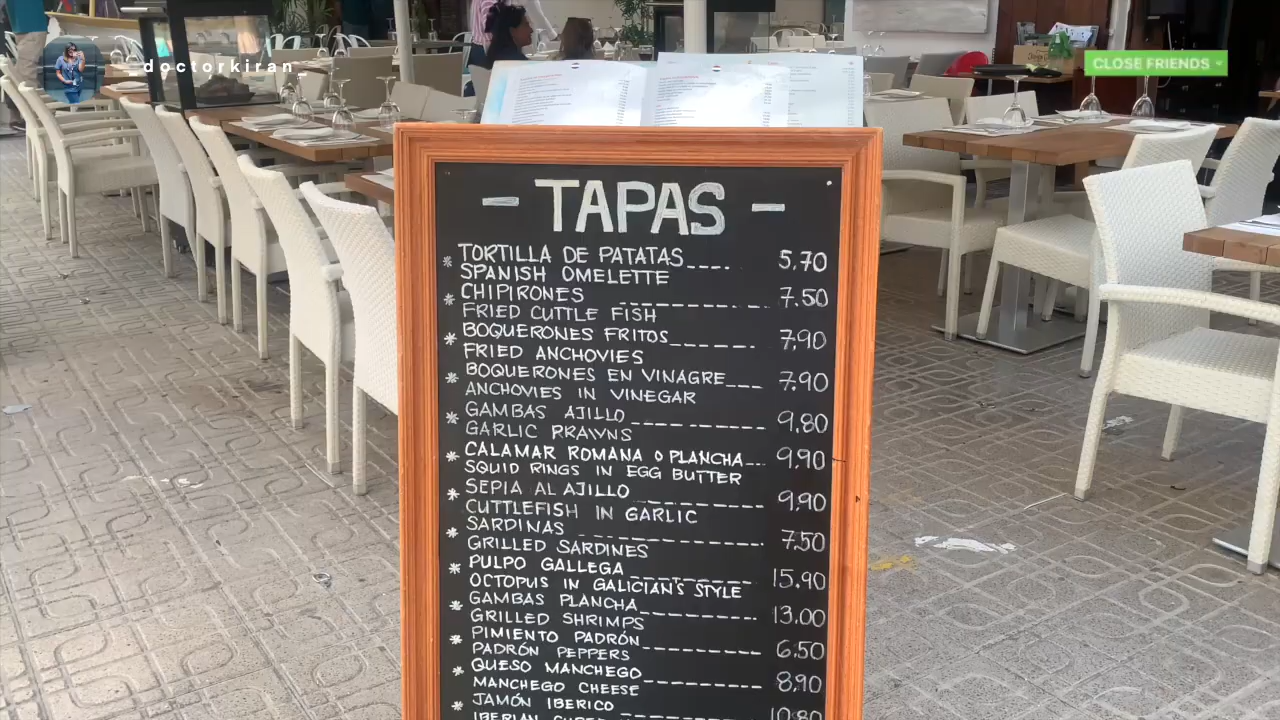 doctorkiran_
CLOSE FRIENDS
- TAPAS -
* TORTILLA DE PATATAS---- 5,70
SPANISH OMELETTE
* CHIPIRONES ------------ 7.50
FRIED CUTTLE FISH
* BOQUERONES FRITOS------ 7,90
FRIED ANCHOVIES
* BOQUERONES EN VINAGRE--- 7,90
ANCHOVIES IN VINEGAR
* GAMBAS AJILLO ---------- 9,80
GARLIC PRAWNS
* CALAMAR ROMANA O PLANCHA-- 9,90
SQUID RINGS IN EGG BUTTER
* SEPIA AL AJILLO ---------- 9,90
CUTTLEFISH IN GARLIC
* SARDINAS -------------- 7,50
GRILLED SARDINES
* PULPO GALLEGA ---------- 15,90
OCTOPUS IN GALICIAN'S STYLE
* GAMBAS PLANCHA--------- 13,00
GRILLED SHRIMPS
* PIMIENTO PADRÓN--------- 6,50
PADRÓN PEPPERS
* QUESO MANCHEGO--------- 8,90
MANCHEGO CHEESE
* JAMÓN IBERICO ---------- 10,80
IBERIAN